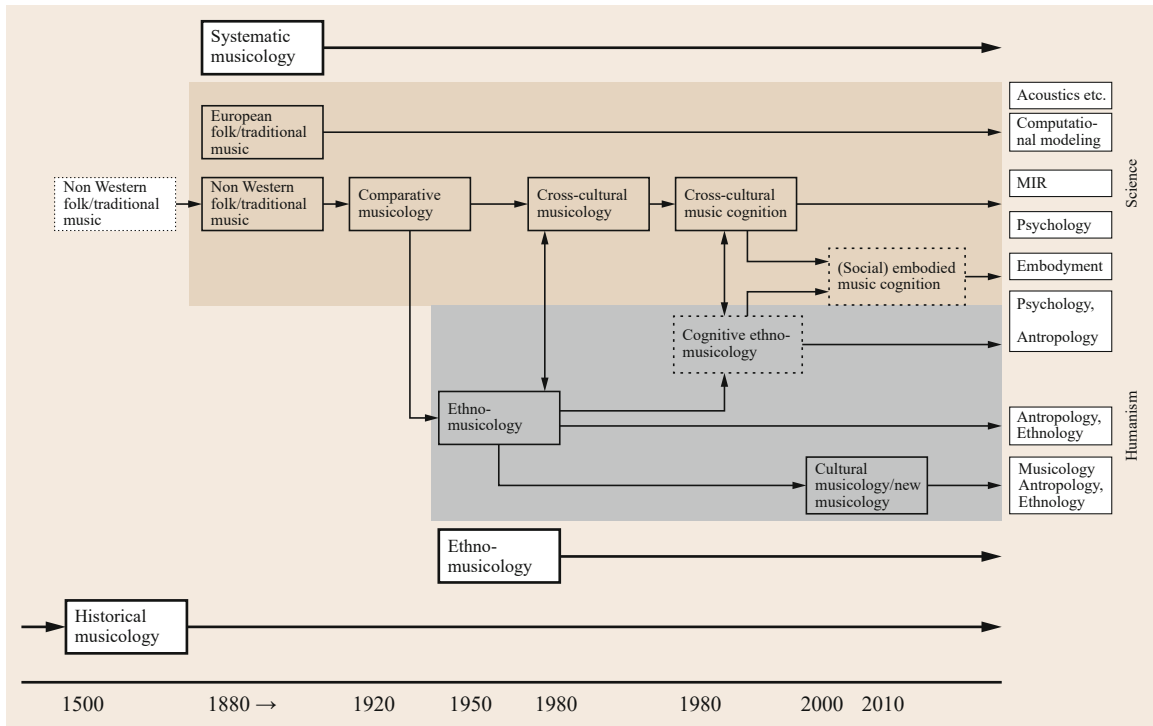 Systematic
musicology
European
folk/traditional
music
Non Western
folk/traditional
music
Non Western
folk/traditional
music
Comparative
musicology
Cross-cultural
musicology
Cross-cultural
music cognition
(Social) embodied
music cognition
Cognitive ethno-
musicology
Ethno-
musicology
Cultural
musicology/new
musicology
Ethno-
musicology
Historical
musicology
Acoustics etc.
Computatio-
nal modeling
MIR
Psychology
Embodyment
Psychology,
Antropology
Antropology,
Ethnology
Musicology
Antropology,
Ethnology
Science
Humanism
1500 1880 → 1920 1950 1980 1980 2000 2010